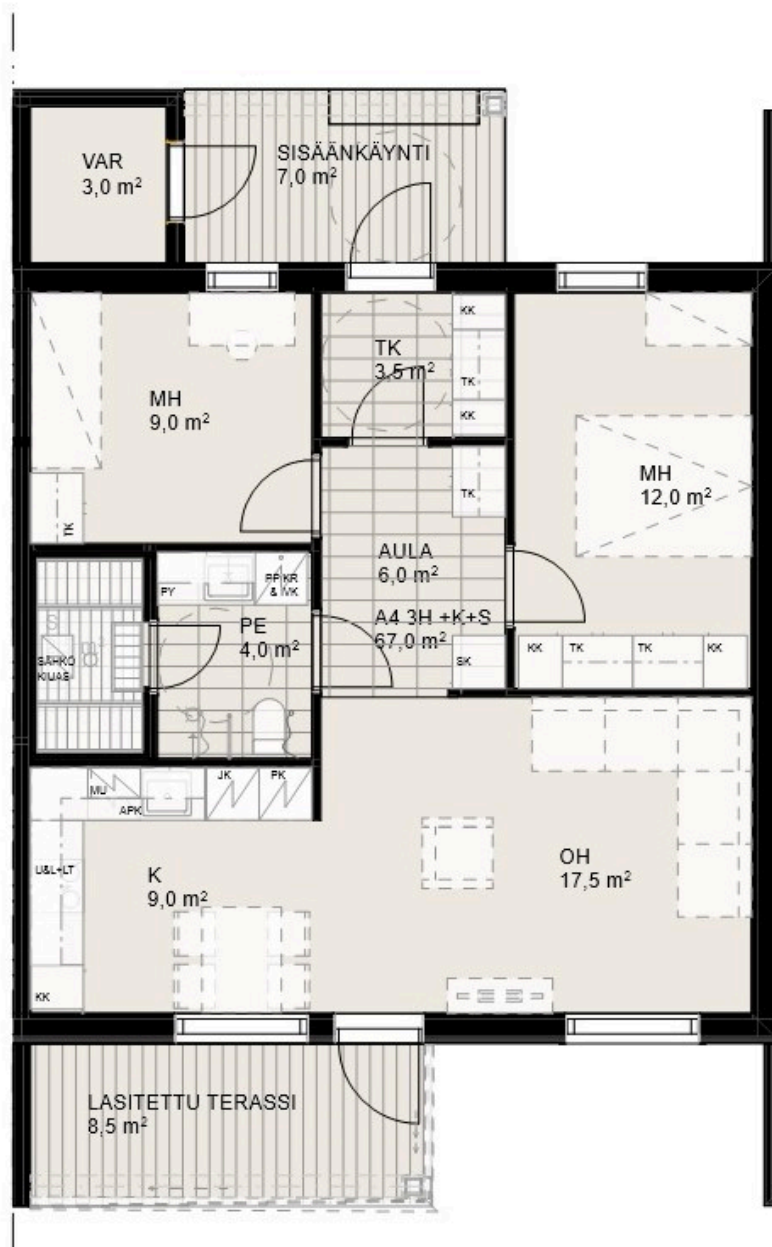 VAR
3,0 m²
SISÄÄNKÄYNTI
7,0 m²
MH
9,0 m²
TK
TK
3,5 m²
KK
TK
KK
MH
12,0 m²
TK
AULA
6,0 m²
A4 3H +K+S
67,0 m²
SK
KK
TK
TK
KK
PY
PP KR
& VK
PE
4,0 m²
S
SÄHKÖ
KIUAS
MU
APK
JK
PK
U&L+LT
K
9,0 m²
KK
OH
17,5 m²
LASITETTU TERASSI
8,5 m²